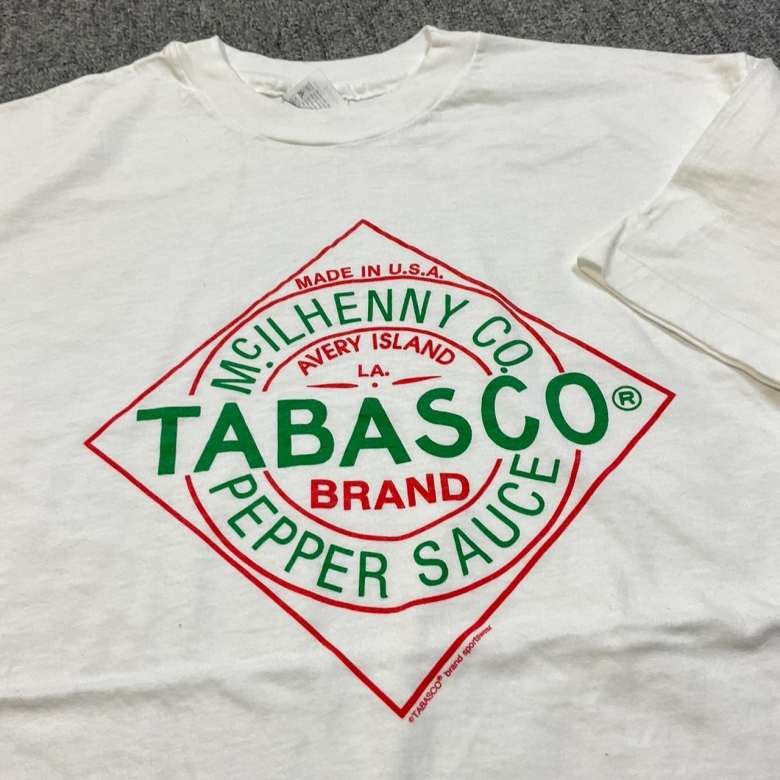 MADE IN U.S.A.
McILHENNY CO.
AVERY ISLAND
LA.
TABASCO®
BRAND
PEPPER SAUCE
©TABASCO® brand sportswear